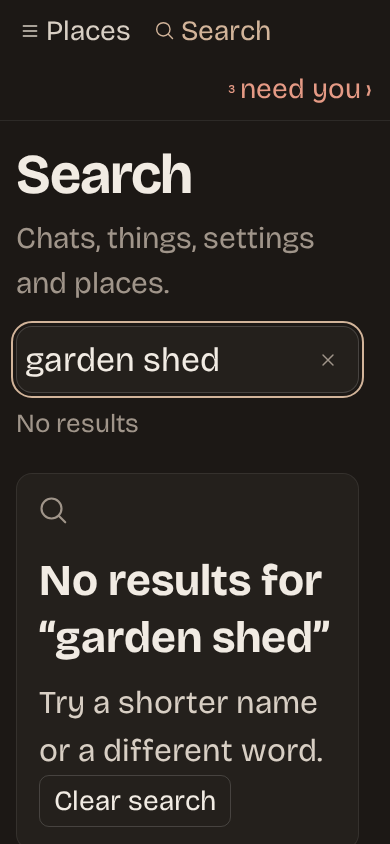 Places
Search
3 need you ›
Search
Chats, things, settings
and places.
garden shed
No results
No results for
“garden shed”
Try a shorter name
or a different word.
Clear search